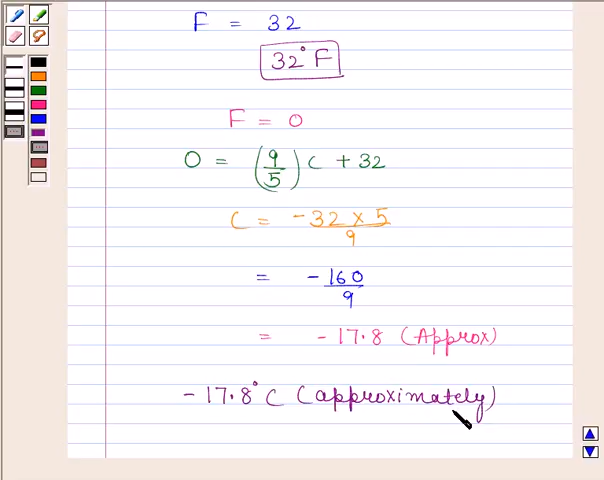 F = 32
32° F
F = 0
0 = (9/5) C + 32
C = -32 × 5/9
= -160/9
= -17.8 (Approx)
-17.8° C (approximately)